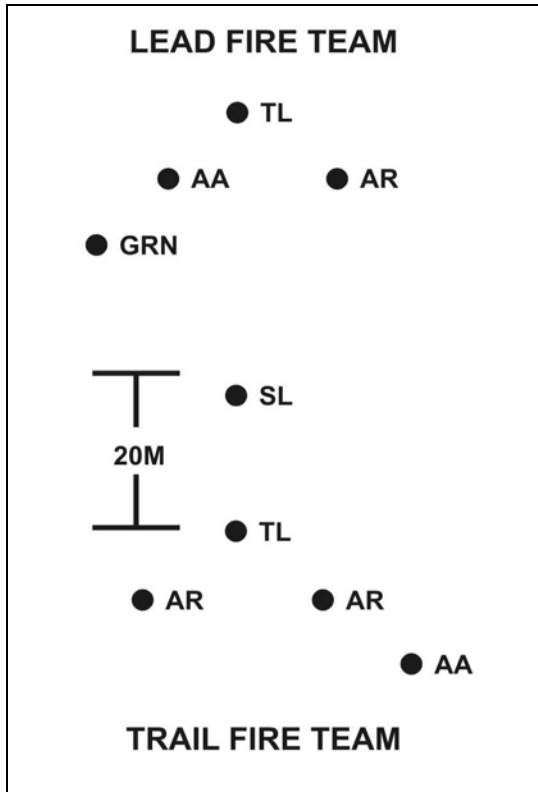 LEAD FIRE TEAM
TL
AA AR
GRN
SL
20M
TL
AR AR
AA
TRAIL FIRE TEAM